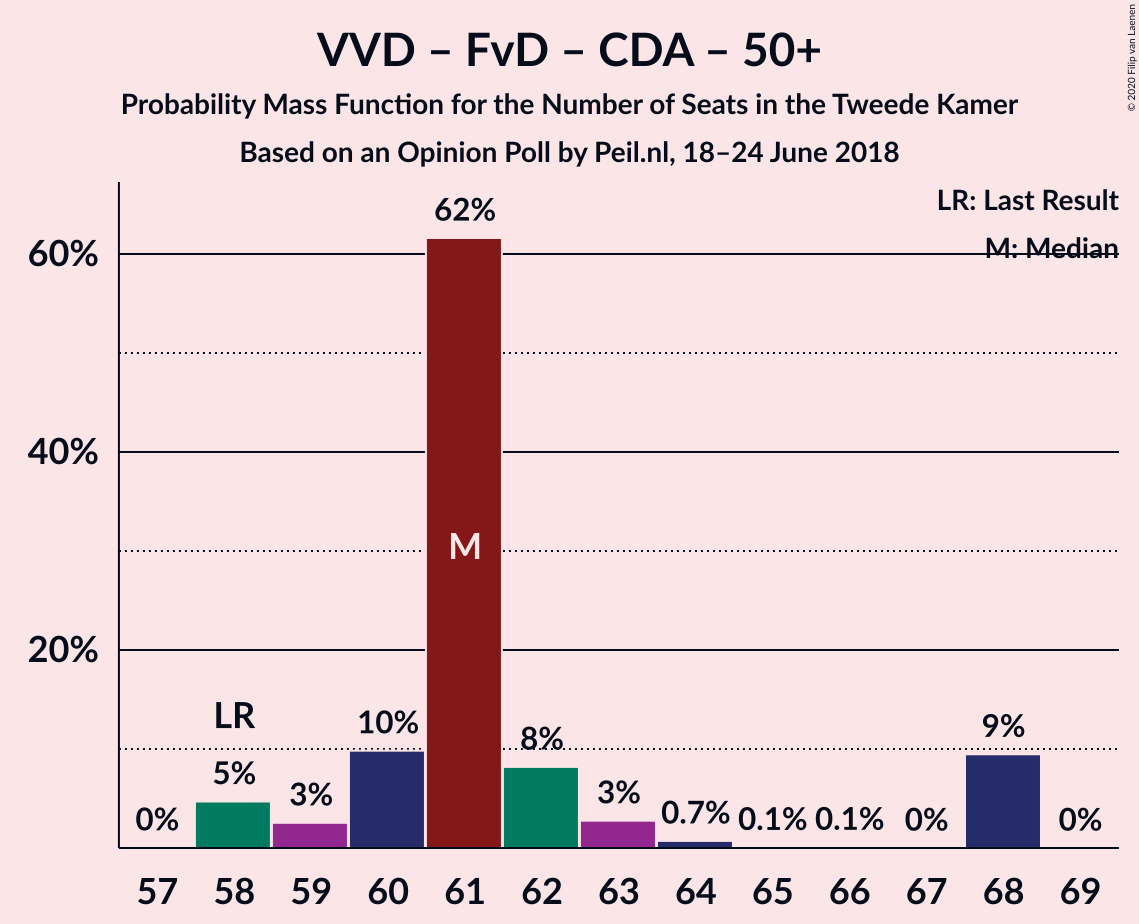 VVD – FvD – CDA – 50+
Probability Mass Function for the Number of Seats in the Tweede Kamer
Based on an Opinion Poll by Peil.nl, 18–24 June 2018
© 2020 Filip van Laenen
LR: Last Result
M: Median
60%
40%
20%
0%
LR
5%
3%
10%
62%
M
8%
3%
0.7%
0.1%
0.1%
0%
9%
0%
57 58 59 60 61 62 63 64 65 66 67 68 69